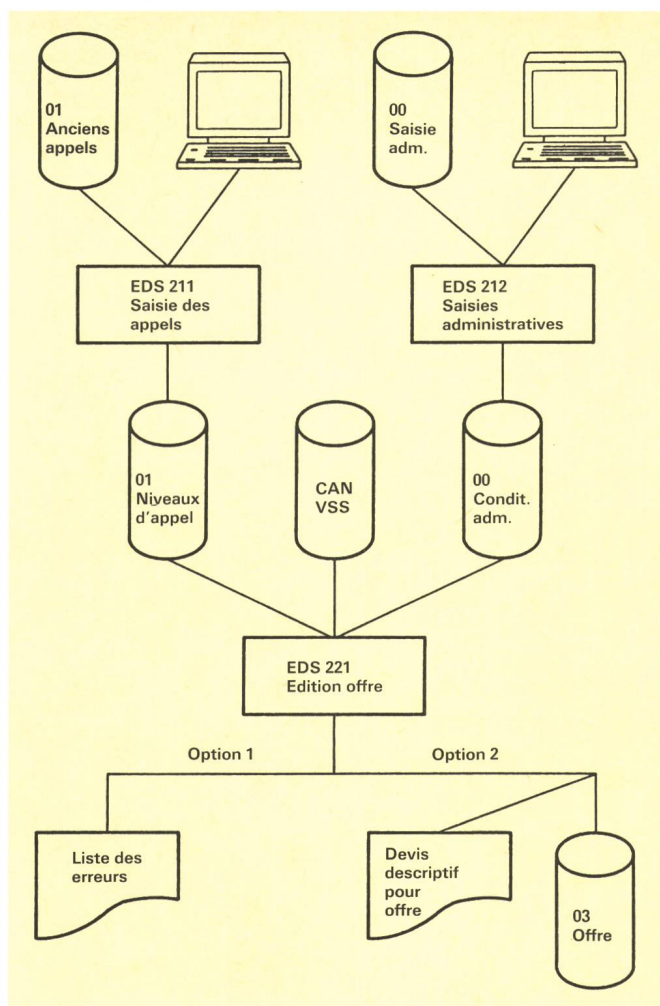 01
Anciens
appels
00
Saisie
adm.
EDS 211
Saisie des
appels
EDS 212
Saisies
administratives
01
Niveaux
d'appel
CAN
VSS
00
Condit.
adm.
EDS 221
Edition offre
Option 1
Option 2
Liste des
erreurs
Devis
descriptif
pour
offre
03
Offre